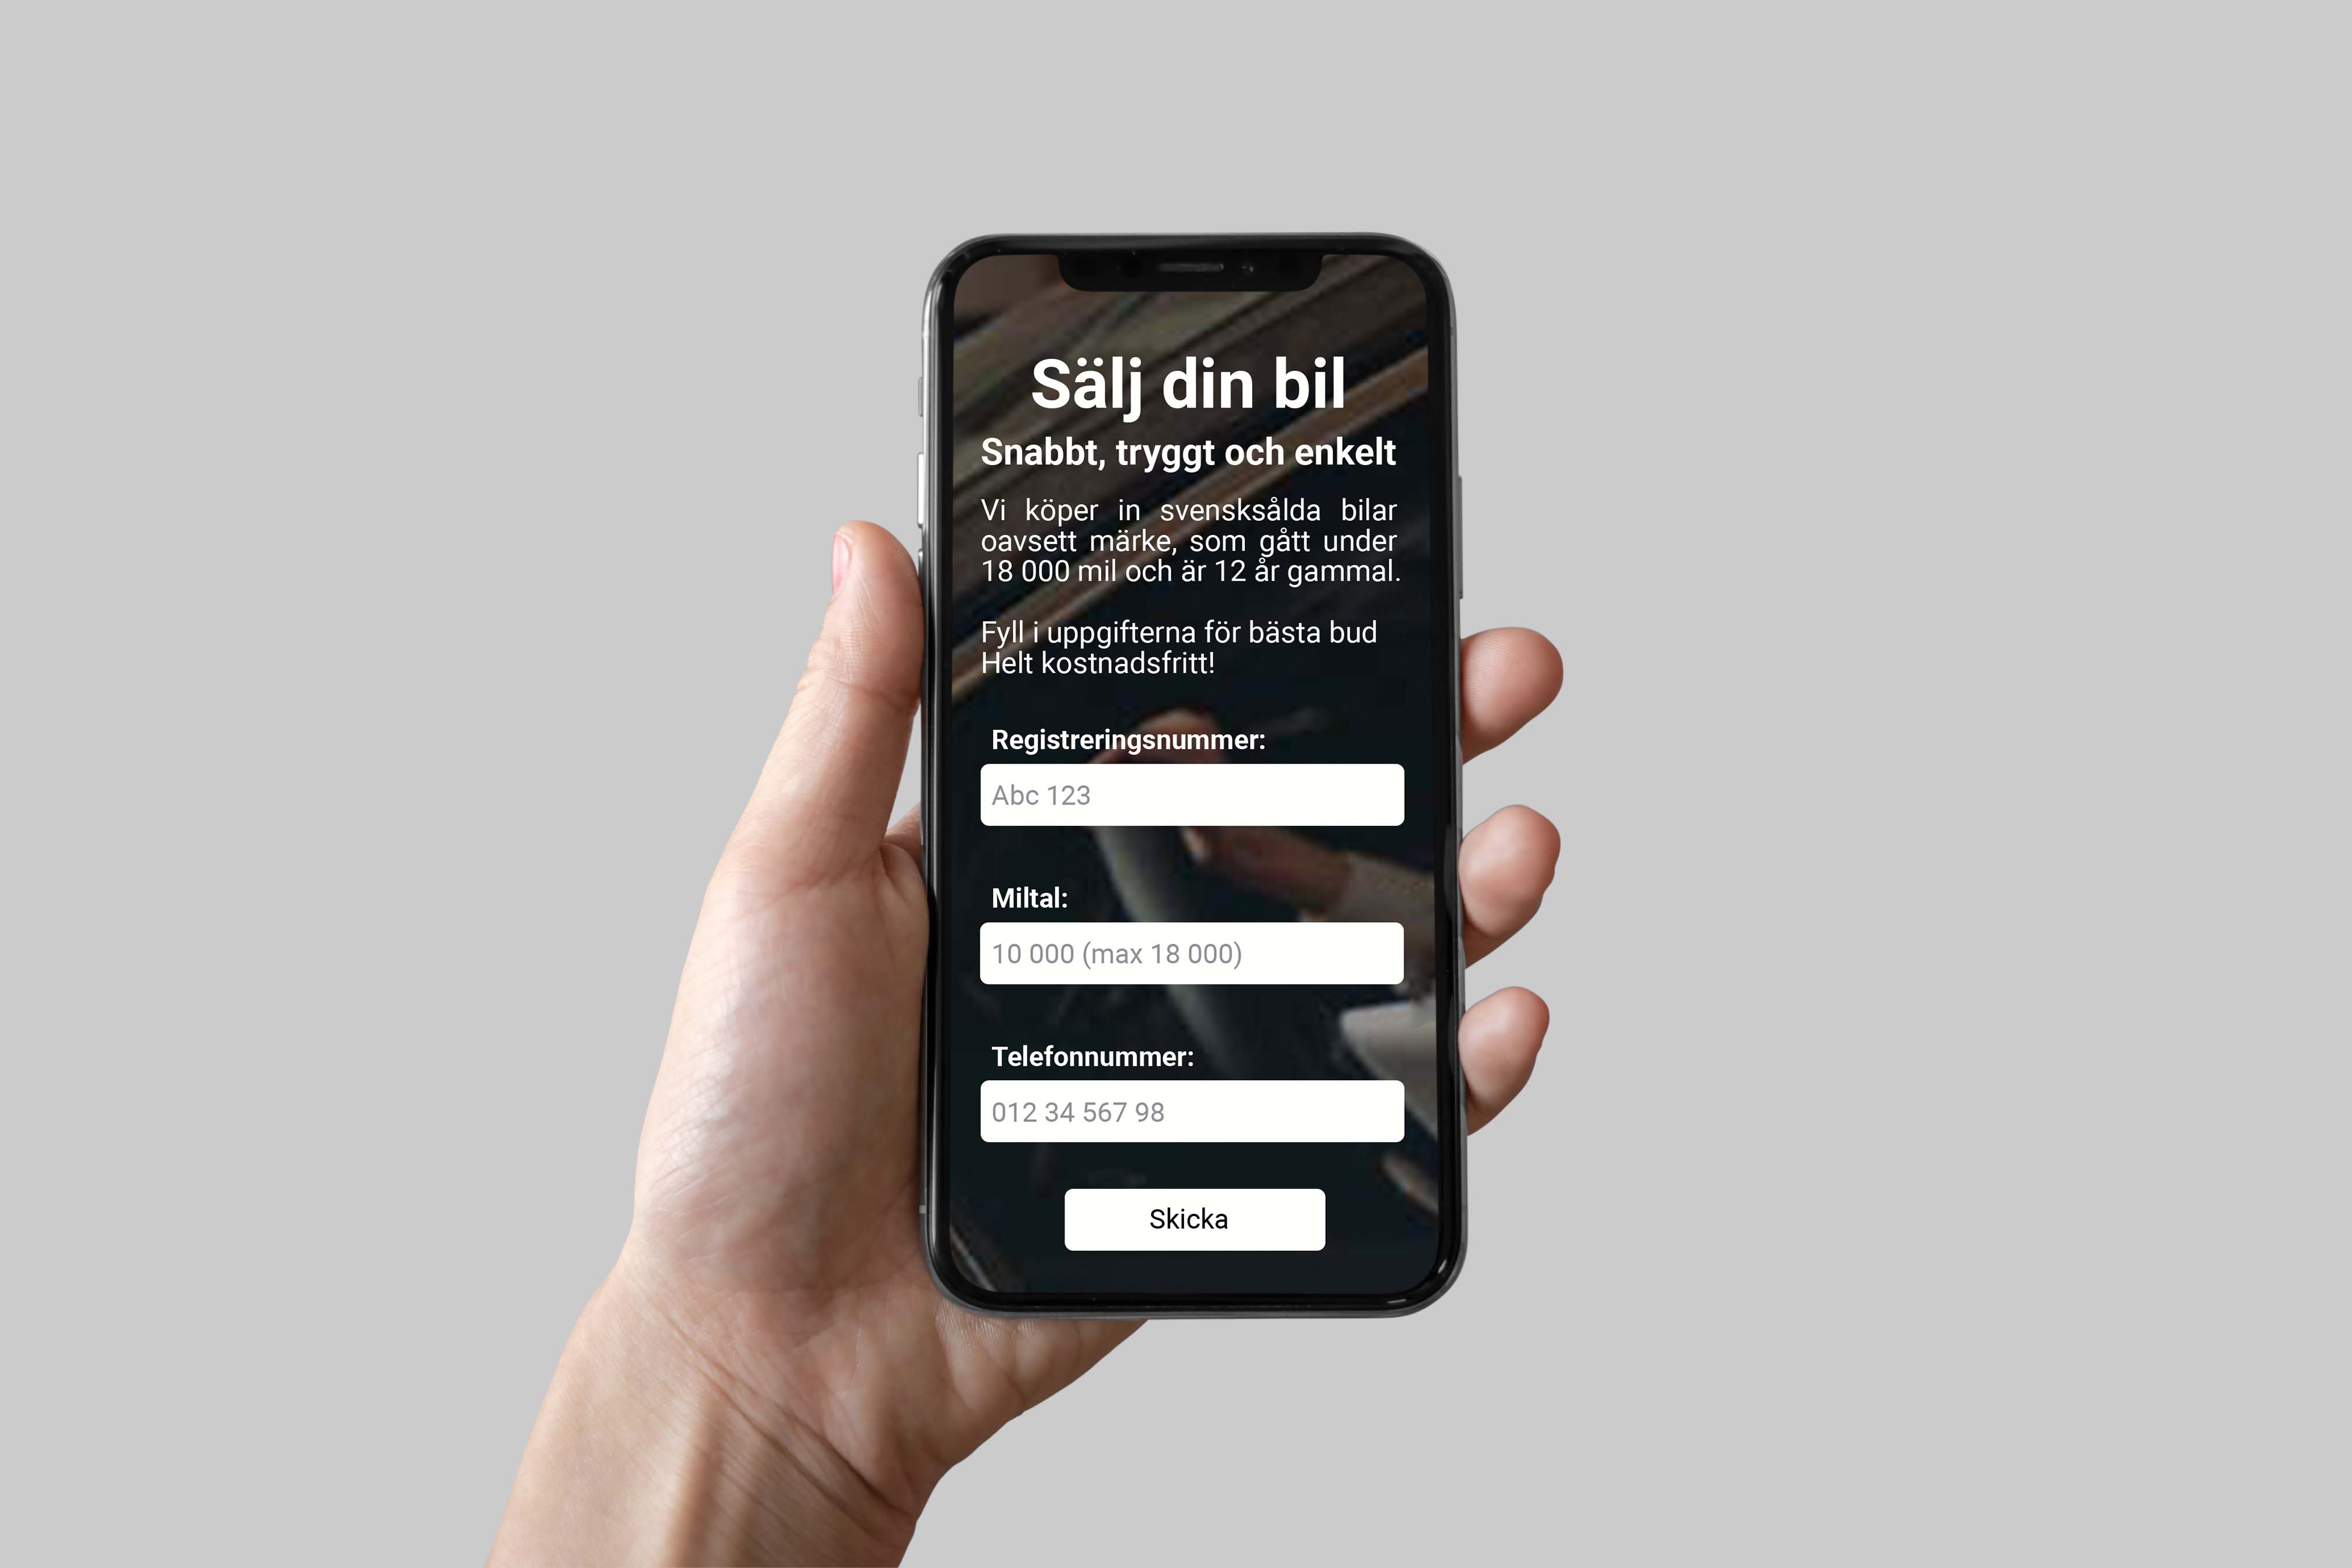 Sälj din bil
Snabbt, tryggt och enkelt
Vi köper in svensksålda bilar
oavsett märke, som gått under
18 000 mil och är 12 år gammal.
Fyll i uppgifterna för bästa bud
Helt kostnadsfritt!
Registreringsnummer:
Abc 123
Miltal:
10 000 (max 18 000)
Telefonnummer:
012 34 567 98
Skicka